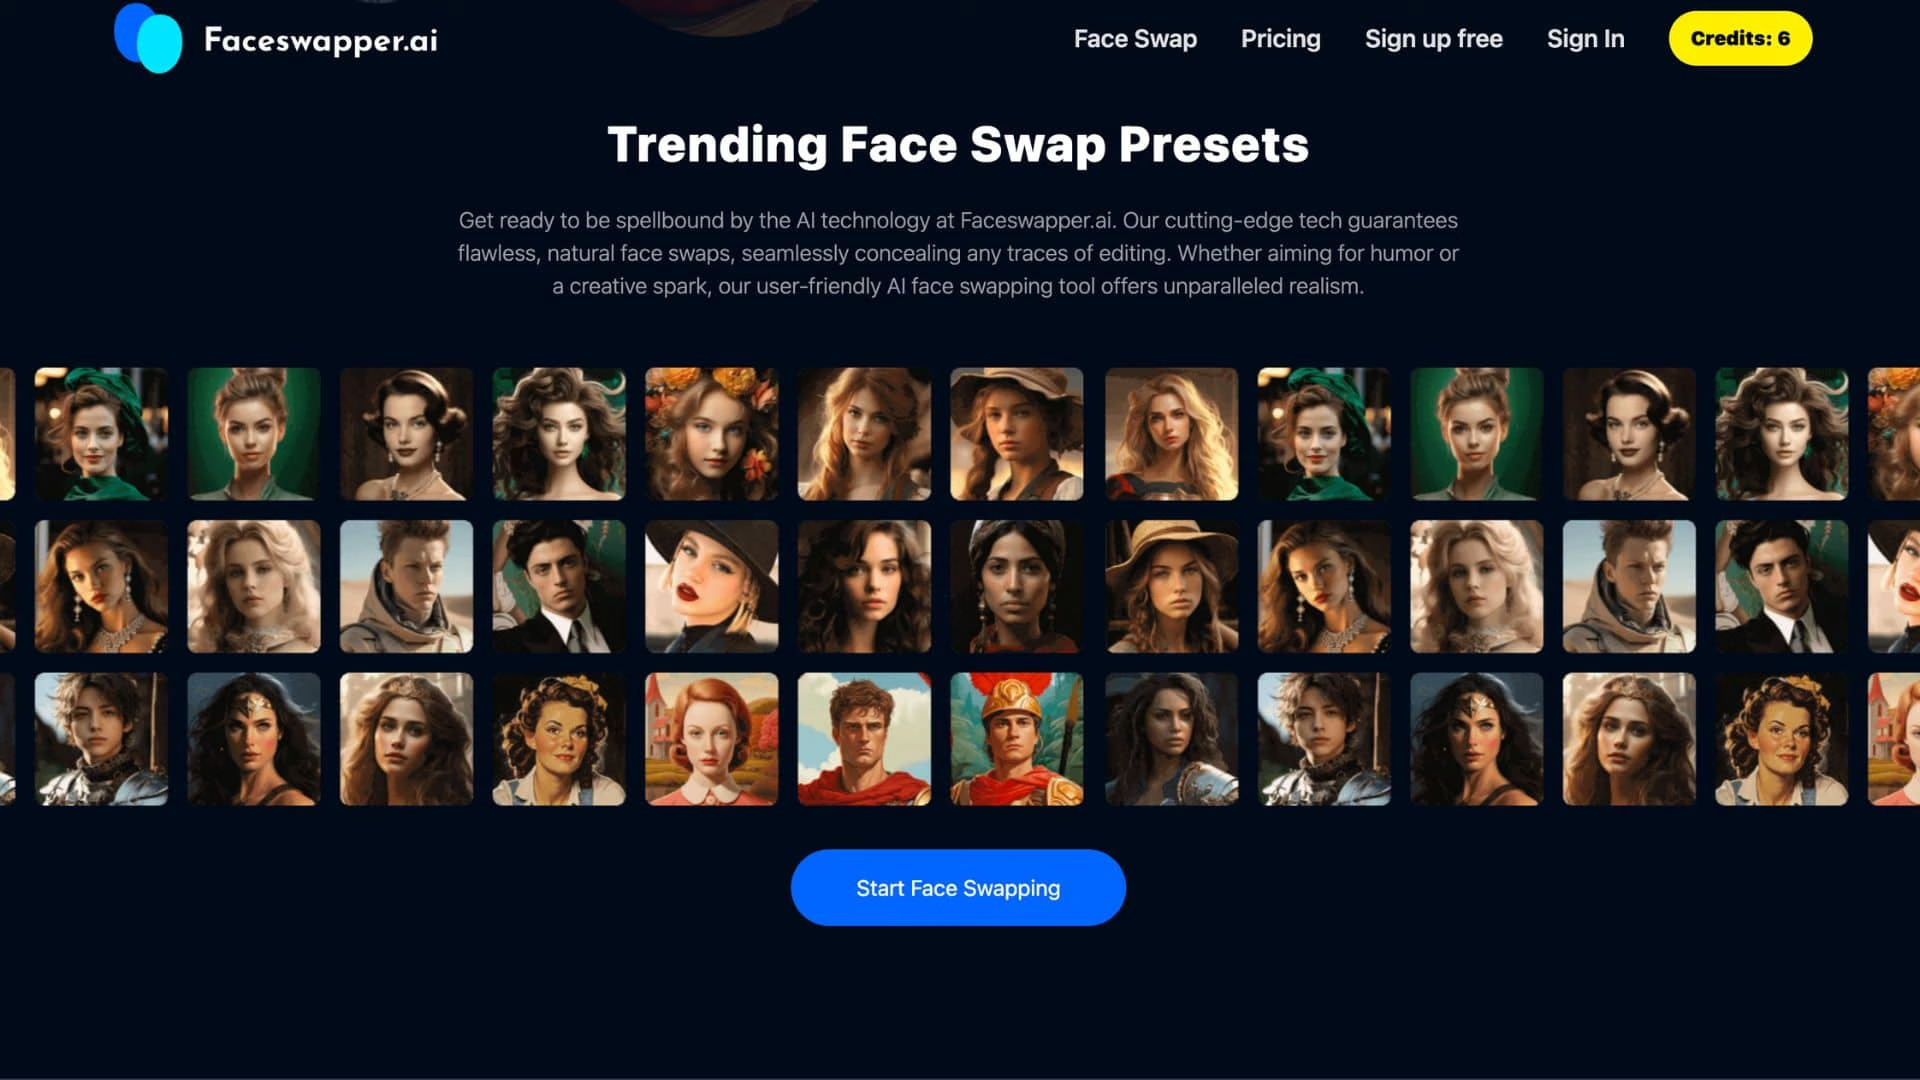 Faceswapper.ai
Face Swap
Pricing
Sign up free
Sign In
Credits: 6
Trending Face Swap Presets
Get ready to be spellbound by the AI technology at Faceswapper.ai. Our cutting-edge tech guarantees
flawless, natural face swaps, seamlessly concealing any traces of editing. Whether aiming for humor or
a creative spark, our user-friendly AI face swapping tool offers unparalleled realism.
Start Face Swapping